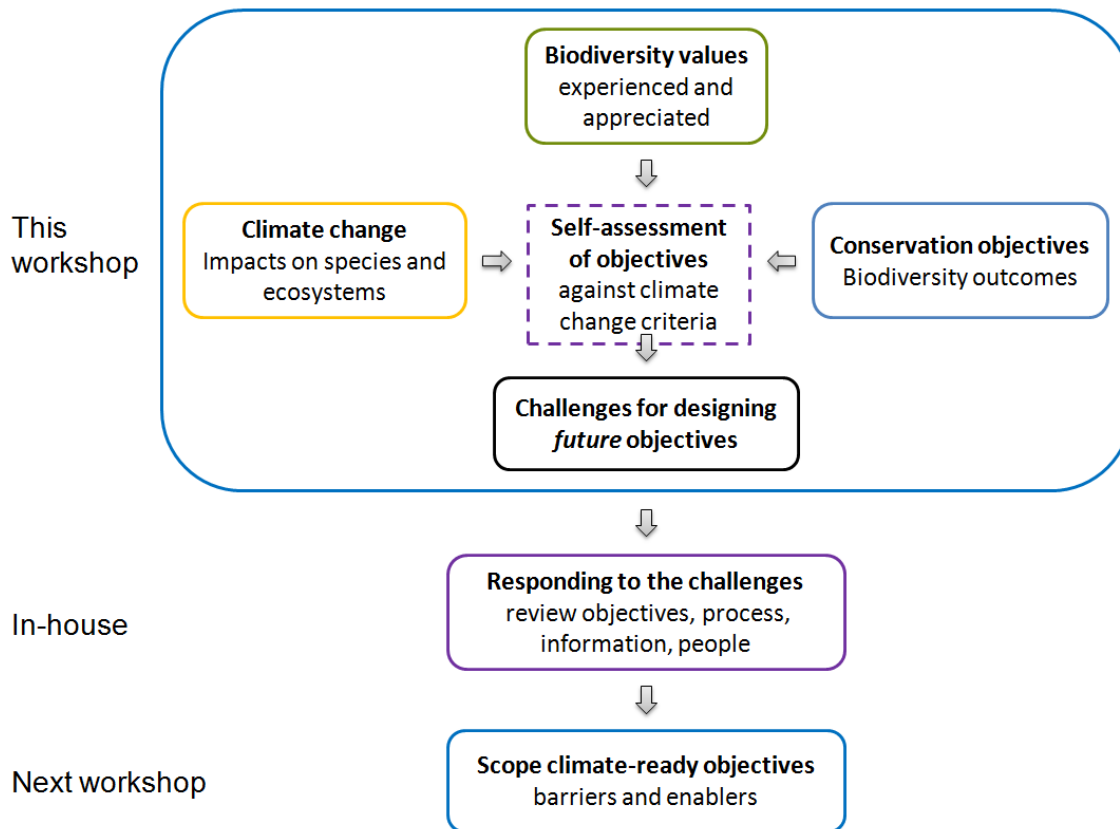 Biodiversity values
experienced and
appreciated
This
workshop
Climate change
Impacts on species and
ecosystems
Self-assessment
of objectives
against climate
change criteria
Conservation objectives
Biodiversity outcomes
Challenges for designing
future objectives
In-house
Responding to the challenges
review objectives, process,
information, people
Next workshop
Scope climate-ready objectives
barriers and enablers